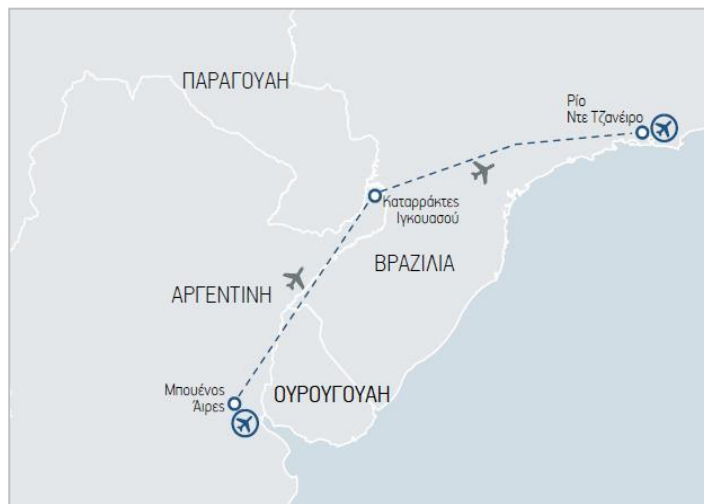 ΠΑΡΑΓΟΥΑΗ
Ρίο
Ντε Τζανέιρο
Καταρράκτες
Ιγκουασού
ΒΡΑΖΙΛΙΑ
ΑΡΓΕΝΤΙΝΗ
Μπουένος
Άιρες
ΟΥΡΟΥΓΟΥΑΗ